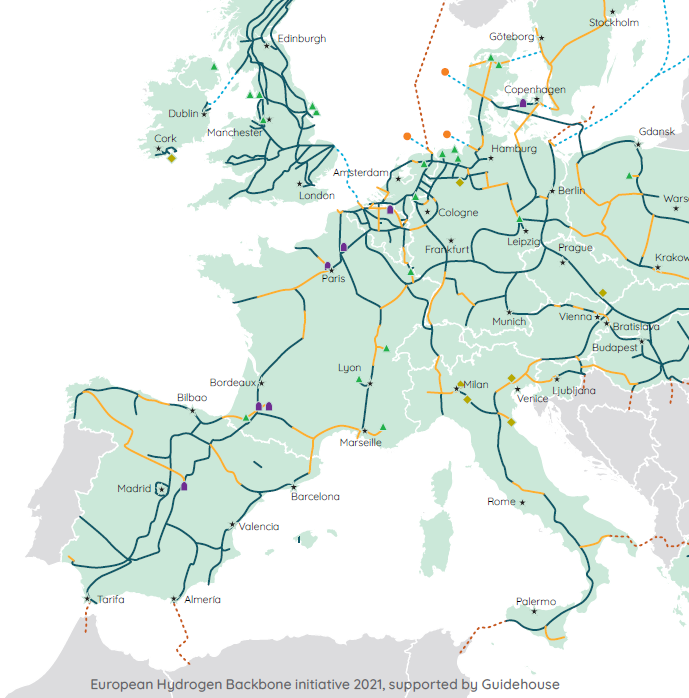 Stockholm
Göteborg
Edinburgh
Copenhagen
Dublin
Manchester
Gdansk
Cork
Hamburg
Amsterdam
Berlin
London
Wars
Cologne
Leipzig
Frankfurt
Prague
Krakow
Paris
Munich
Vienna
Bratislava
Budapest
Lyon
Bordeaux
Milan
Ljubljana
Venice
Bilbao
Marseille
Madrid
Barcelona
Rome
Valencia
Tarifa
Almería
Palermo
European Hydrogen Backbone initiative 2021, supported by Guidehouse